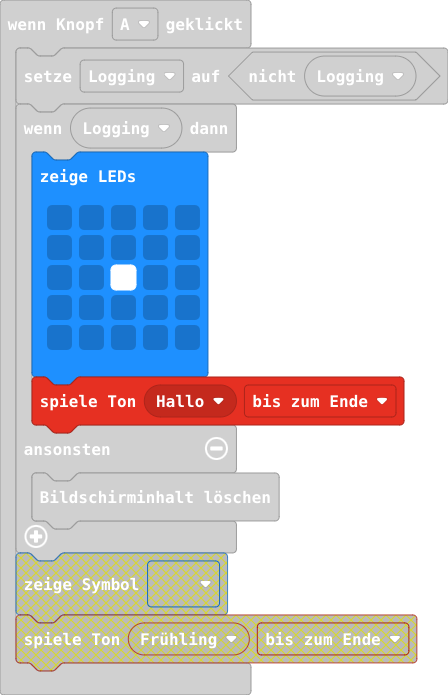 wenn Knopf A geklickt
setze Logging auf nicht Logging
wenn Logging dann
zeige LEDs
spiele Ton Hallo bis zum Ende
ansonsten
Bildschirminhalt löschen
zeige Symbol
spiele Ton Frühling bis zum Ende